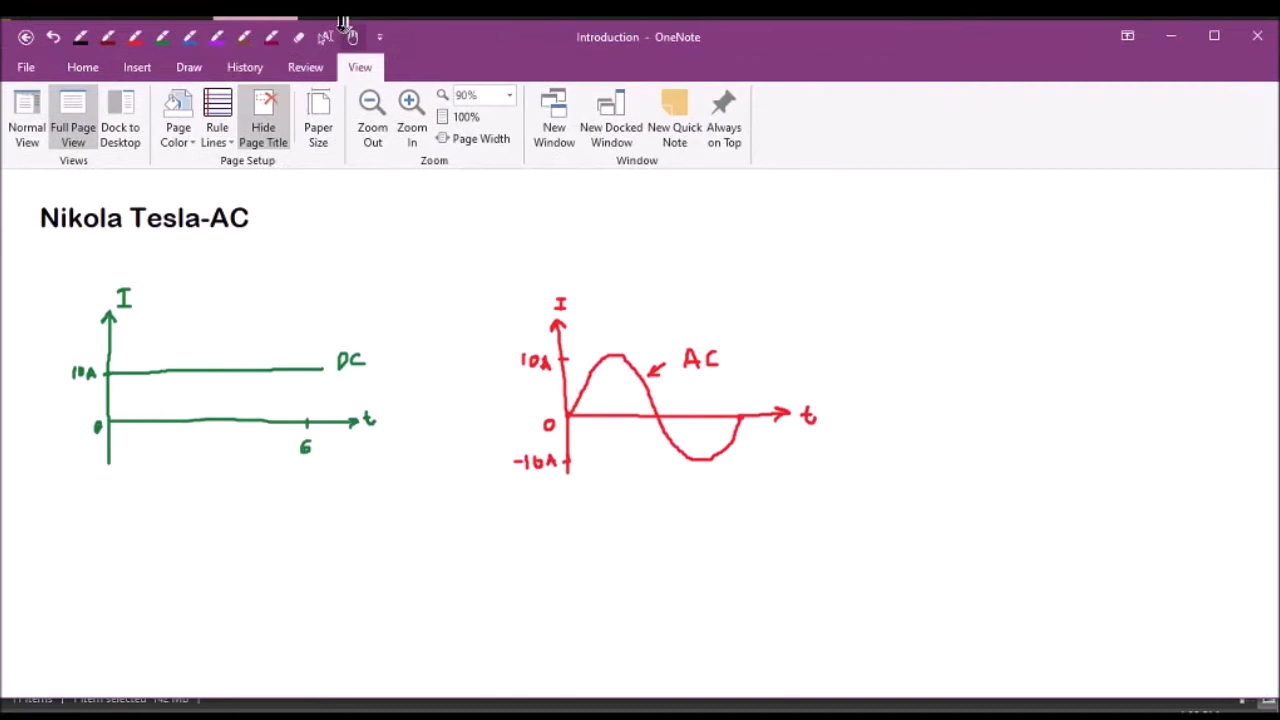 Introduction - OneNote
File Home Insert Draw History Review View
Normal View
Full Page View
Dock to Desktop
Views
Page Color
Rule Lines
Hide Page Title
Paper Size
Page Setup
Zoom Out
Zoom In
90%
100%
Page Width
Zoom
New Window
New Docked Window
New Quick Note
Always on Top
Window
Nikola Tesla-AC
I
10A
DC
0
t
6
I
10A
AC
0
t
-10A